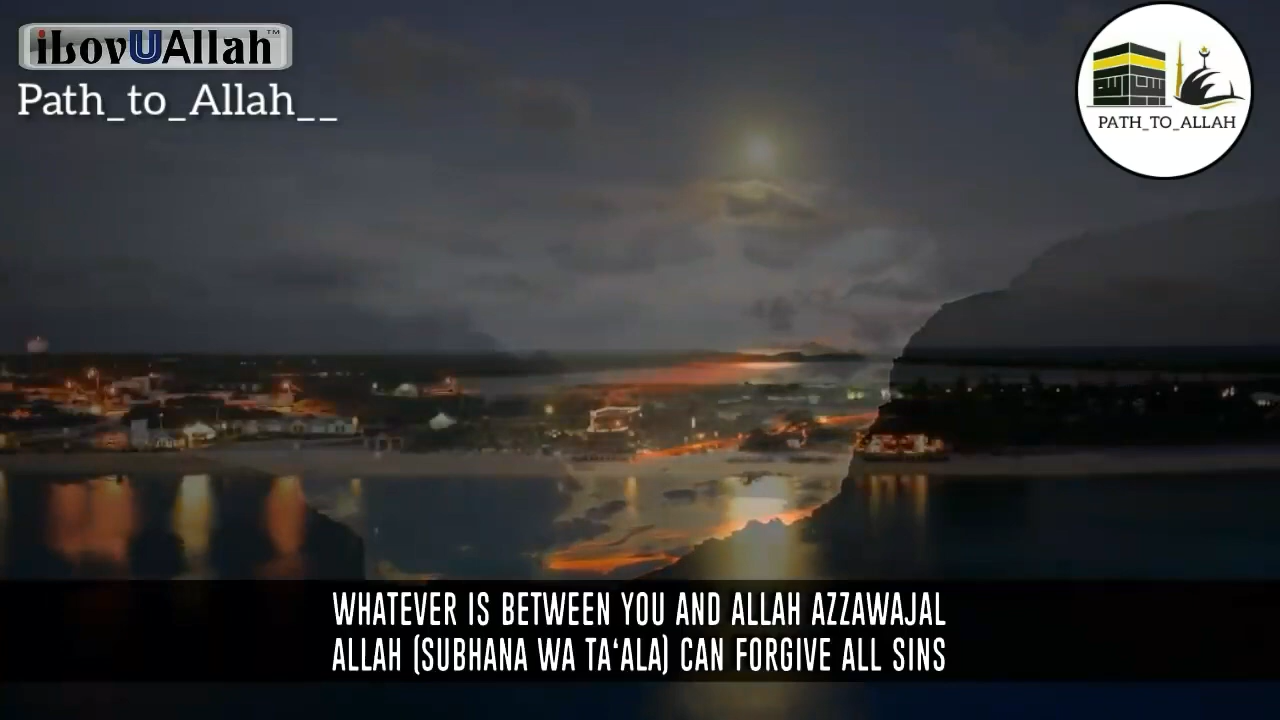 iLovUAllah™
Path_to_Allah__
PATH_TO_ALLAH
WHATEVER IS BETWEEN YOU AND ALLAH AZZAWAJAL
ALLAH (SUBHANA WA TA‘ALA) CAN FORGIVE ALL SINS